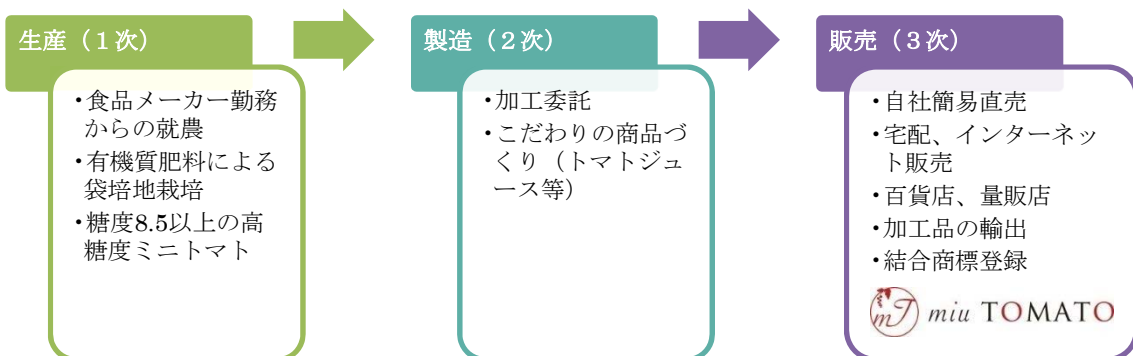 生産（１次）
・食品メーカー勤務
からの就農
・有機質肥料による
袋培地栽培
・糖度8.5以上の高
糖度ミニトマト
製造（２次）
・加工委託
・こだわりの商品づ
くり（トマトジュ
ース等）
販売（３次）
・自社簡易直売
・宅配、インターネッ
ト販売
・百貨店、量販店
・加工品の輸出
・結合商標登録
mT miu TOMATO